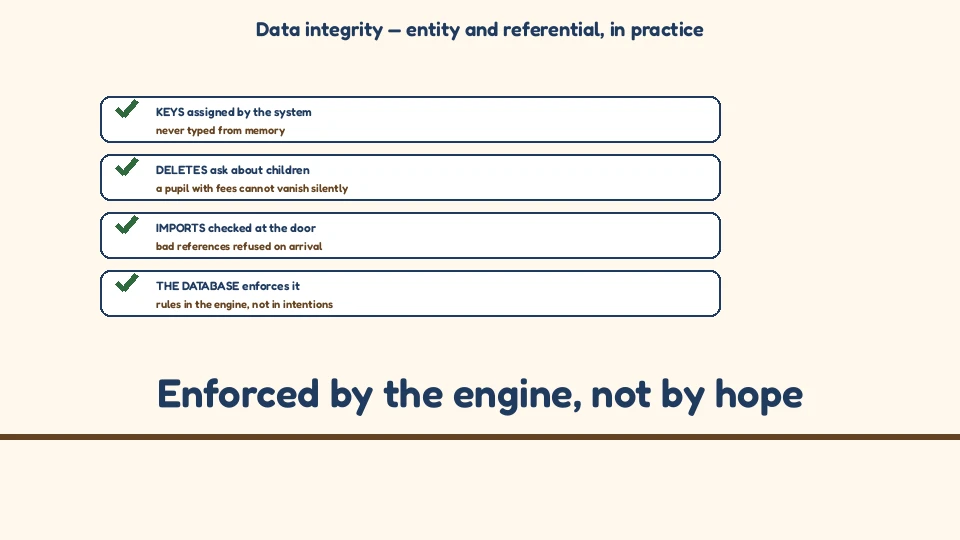 Data integrity — entity and referential, in practice
KEYS assigned by the system
never typed from memory
DELETES ask about children
a pupil with fees cannot vanish silently
IMPORTS checked at the door
bad references refused on arrival
THE DATABASE enforces it
rules in the engine, not in intentions
Enforced by the engine, not by hope